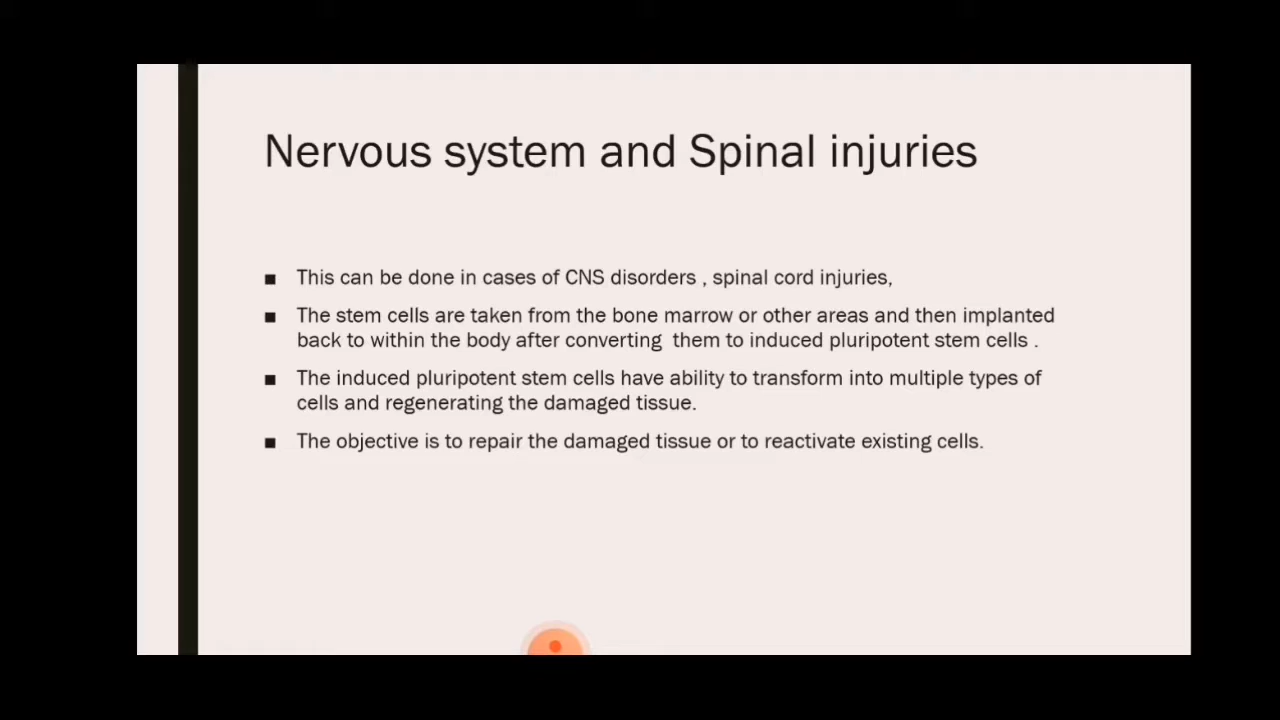 Nervous system and Spinal injuries
This can be done in cases of CNS disorders , spinal cord injuries,
The stem cells are taken from the bone marrow or other areas and then implanted
back to within the body after converting  them to induced pluripotent stem cells .
The induced pluripotent stem cells have ability to transform into multiple types of
cells and regenerating the damaged tissue.
The objective is to repair the damaged tissue or to reactivate existing cells.